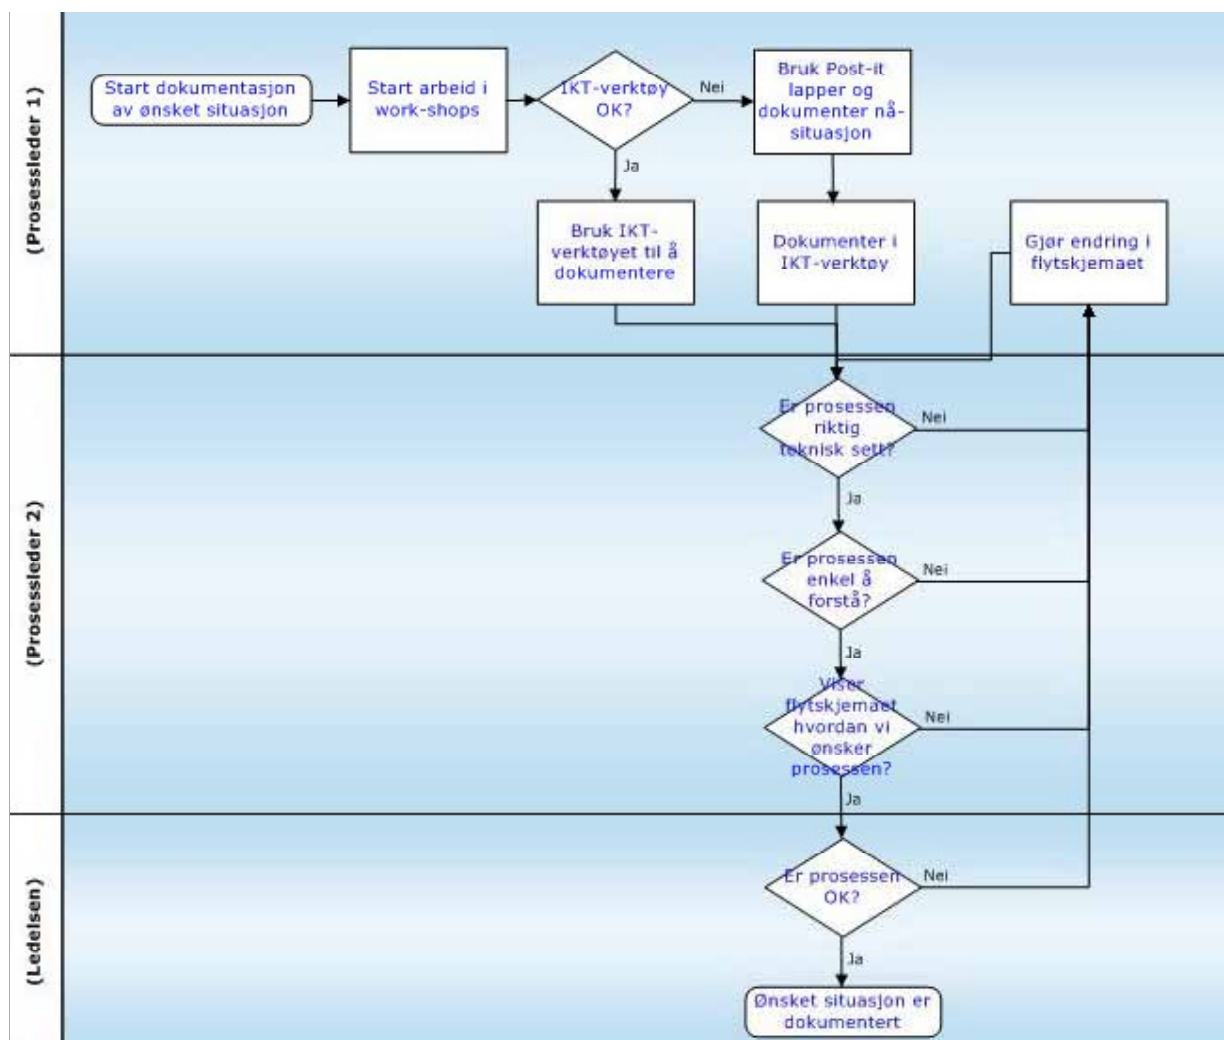 (Prosessleder 1)
Start dokumentasjon
av ønsket situasjon
Start arbeid i
work-shops
IKT-verktøy
OK?
Nei
Bruk Post-it
lapper og
dokumenter nå-
situasjon
Ja
Bruk IKT-
verktøyet til å
dokumentere
Dokumenter i
IKT-verktøy
Gjør endring i
flytskjemaet
(Prosessleder 2)
Er prosessen
riktig
teknisk sett?
Nei
Ja
Er prosessen
enkel å
forstå?
Nei
Ja
Viser
flytskjemaet
hvordan vi
ønsker
prosessen?
Nei
Ja
(Ledelsen)
Er prosessen
OK?
Nei
Ja
Ønsket situasjon er
dokumentert